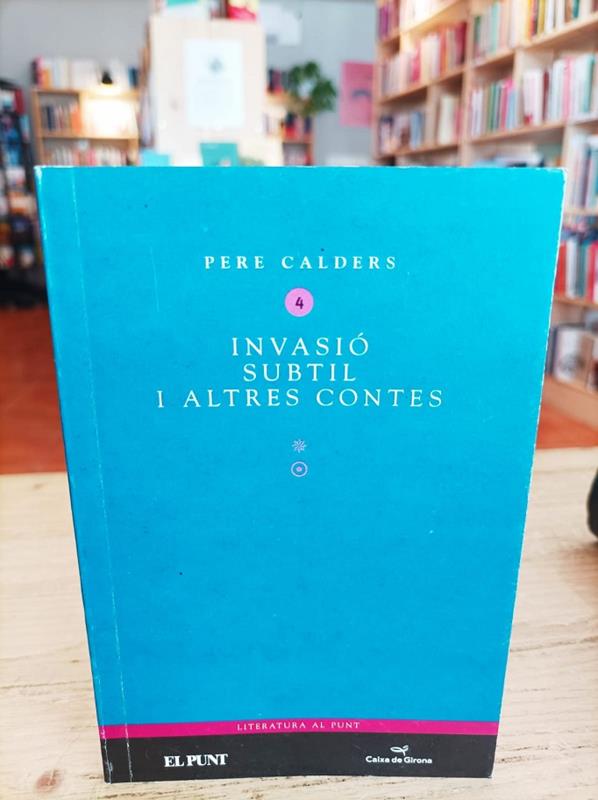 PERE CALDERS
4
INVASIÓ
SUBTIL
I ALTRES CONTES
LITERATURA AL PUNT
EL PUNT
Caixa de Girona